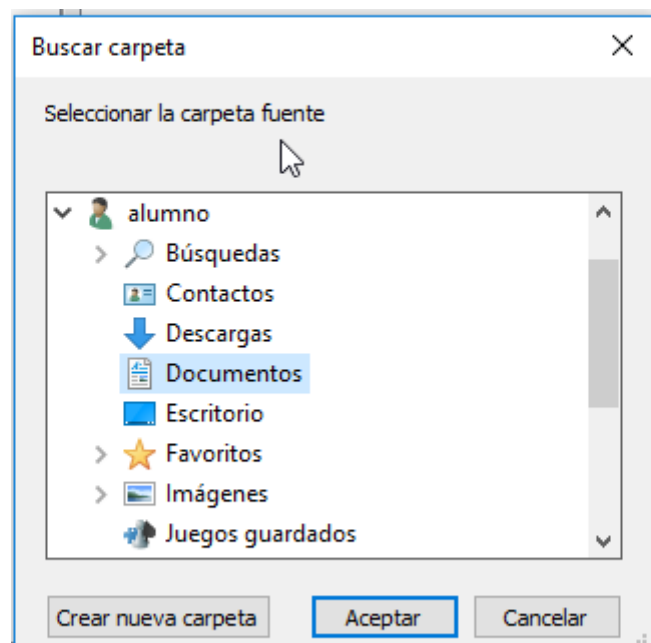 Buscar carpeta
Seleccionar la carpeta fuente
alumno
Búsquedas
Contactos
Descargas
Documentos
Escritorio
Favoritos
Imágenes
Juegos guardados
Crear nueva carpeta Aceptar Cancelar